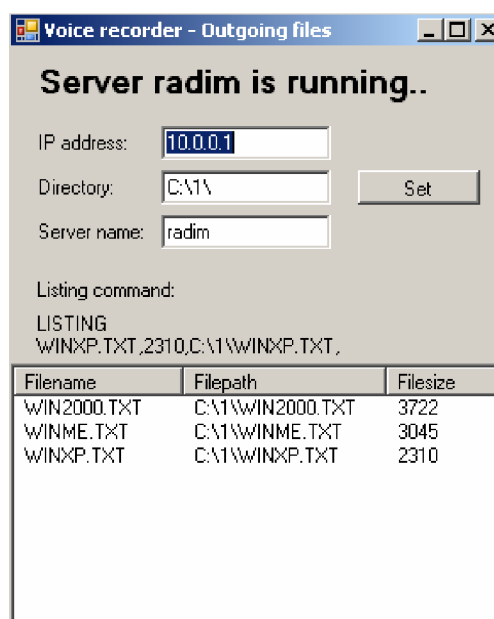 Voice recorder - Outgoing files
Server radim is running..
IP address: 10.0.0.1
Directory: C:\1\ Set
Server name: radim
Listing command:
LISTING
WINXP.TXT,2310,C:\1\WINXP.TXT,
Filename Filepath Filesize
WIN2000.TXT C:\1\WIN2000.TXT 3722
WINME.TXT C:\1\WINME.TXT 3045
WINXP.TXT C:\1\WINXP.TXT 2310